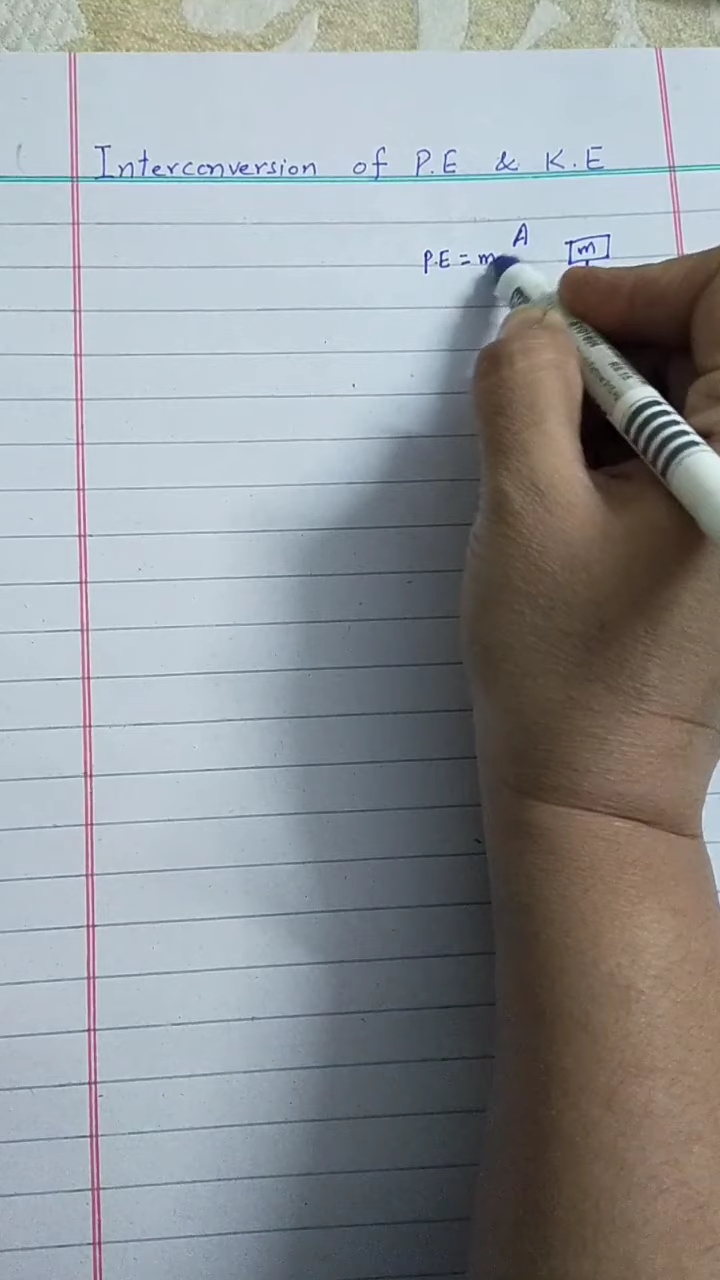 Interconversion of P.E & K.E
A
P.E = m
m